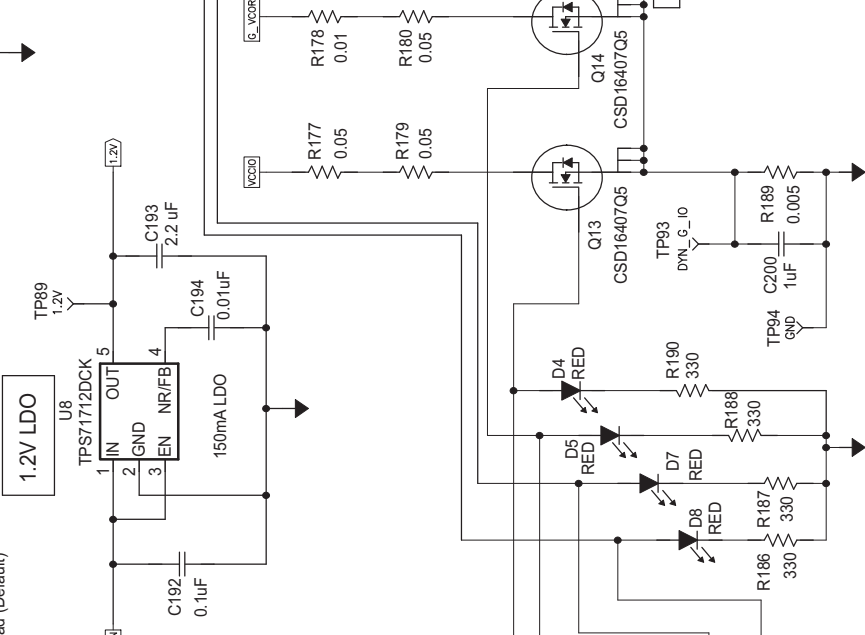 G_VCOR
R178
0.01
R180
0.05
Q14
CSD16407Q5
1.2V
VCCIO
R177
0.05
R179
0.05
Q13
CSD16407Q5
C193
2.2 uF
TP89
1.2V
C194
0.01uF
TP93
DYN_G_IO
R189
0.005
C200
1uF
TP94
GND
1.2V LDO
U8
TPS71712DCK
5
4
OUT
NR/FB
IN
GND
EN
1
2
3
150mA LDO
D4
RED
R190
330
D5
RED
R188
330
D7
RED
R187
330
D8
RED
R186
330
C192
0.1uF
(Default)